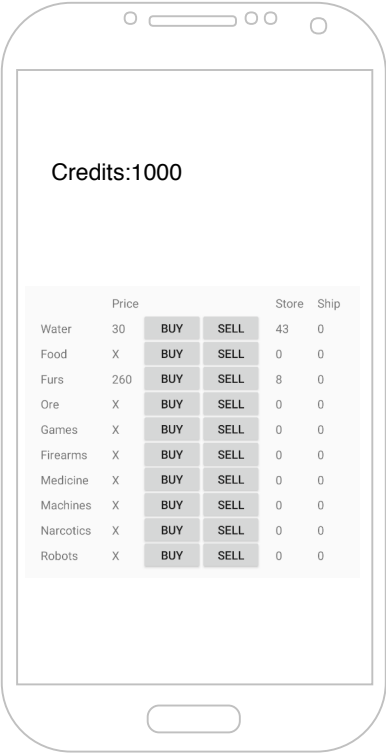 Credits:1000
Price Store Ship
Water 30 BUY SELL 43 0
Food X BUY SELL 0 0
Furs 260 BUY SELL 8 0
Ore X BUY SELL 0 0
Games X BUY SELL 0 0
Firearms X BUY SELL 0 0
Medicine X BUY SELL 0 0
Machines X BUY SELL 0 0
Narcotics X BUY SELL 0 0
Robots X BUY SELL 0 0